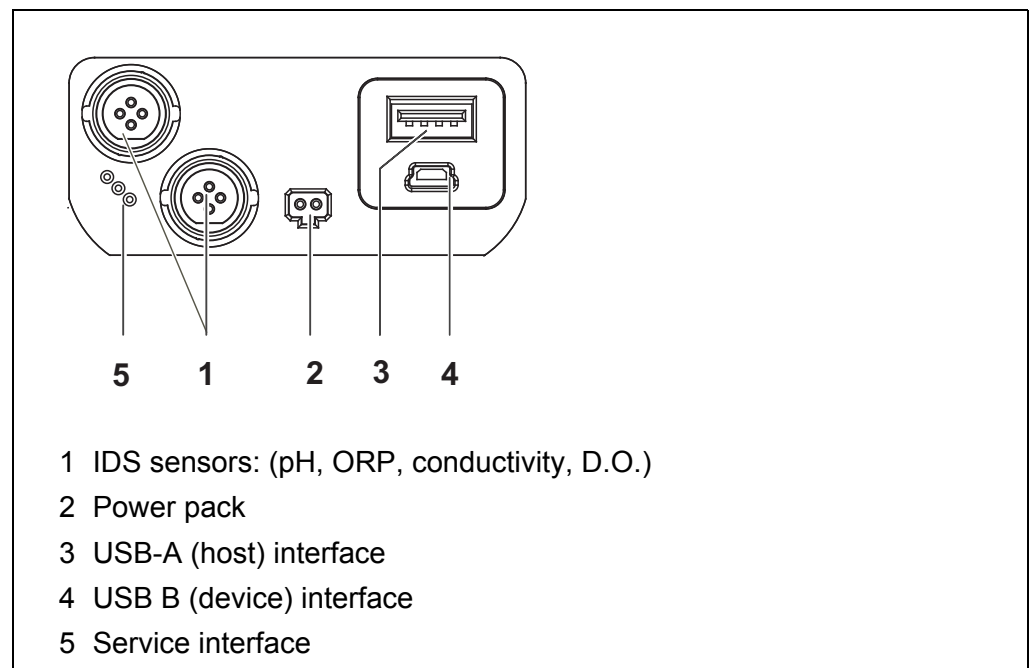 5 1 2 3 4
1 IDS sensors: (pH, ORP, conductivity, D.O.)
2 Power pack
3 USB-A (host) interface
4 USB B (device) interface
5 Service interface